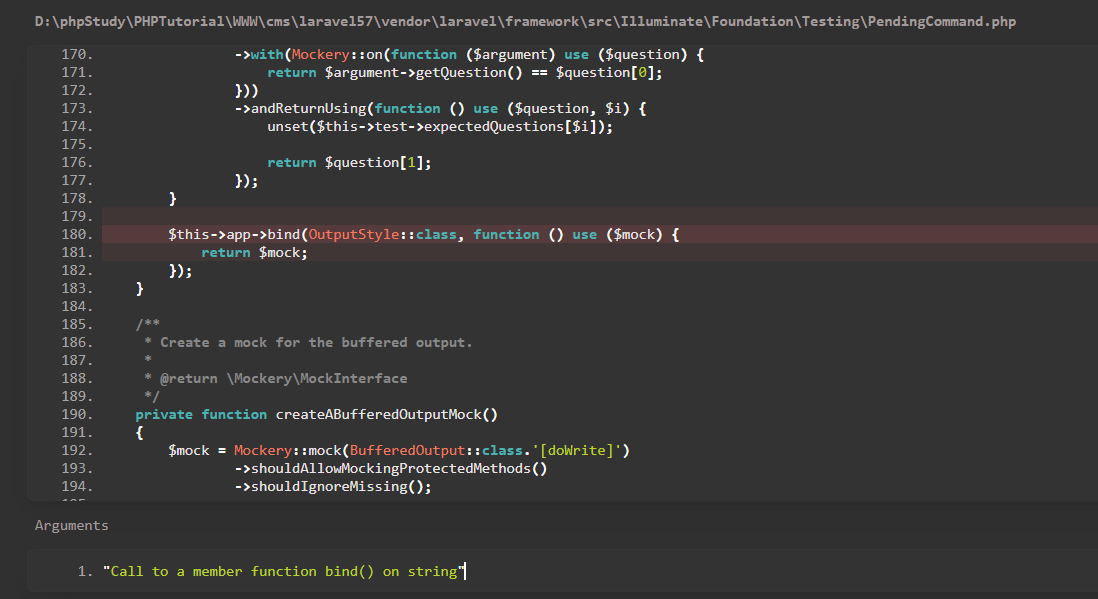 D:\phpStudy\PHPTutorial\WWW\cms\laravel57\vendor\laravel\framework\src\Illuminate\Foundation\Testing\PendingCommand.php
170.                 ->with(Mockery::on(function ($argument) use ($question) {
171.                     return $argument->getQuestion() == $question[0];
172.                 }))
173.                 ->andReturnUsing(function () use ($question, $i) {
174.                     unset($this->test->expectedQuestions[$i]);
175.
176.                     return $question[1];
177.                 });
178.         }
179.
180.         $this->app->bind(OutputStyle::class, function () use ($mock) {
181.             return $mock;
182.         });
183.     }
184.
185.     /**
186.      * Create a mock for the buffered output.
187.      *
188.      * @return \Mockery\MockInterface
189.      */
190.     private function createABufferedOutputMock()
191.     {
192.         $mock = Mockery::mock(BufferedOutput::class.'[doWrite]')
193.                 ->shouldAllowMockingProtectedMethods()
194.                 ->shouldIgnoreMissing();
Arguments
1. "Call to a member function bind() on string"